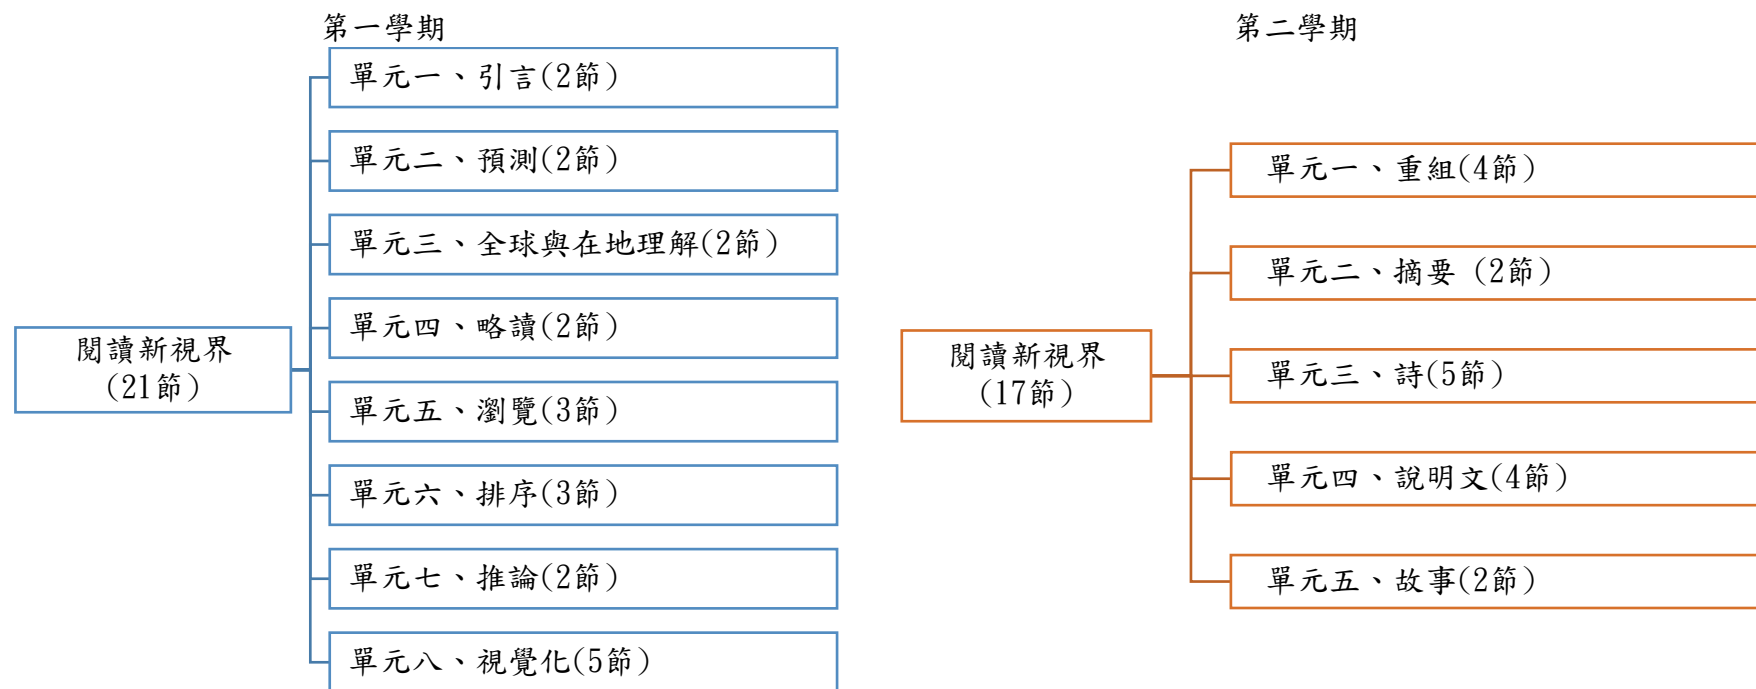 第一學期
單元一、引言(2節)
單元二、預測(2節)
單元三、全球與在地理解(2節)
單元四、略讀(2節)
閱讀新視界
(21節)
單元五、瀏覽(3節)
單元六、排序(3節)
單元七、推論(2節)
單元八、視覺化(5節)
第二學期
單元一、重組(4節)
單元二、摘要 (2節)
閱讀新視界
(17節)
單元三、詩(5節)
單元四、說明文(4節)
單元五、故事(2節)